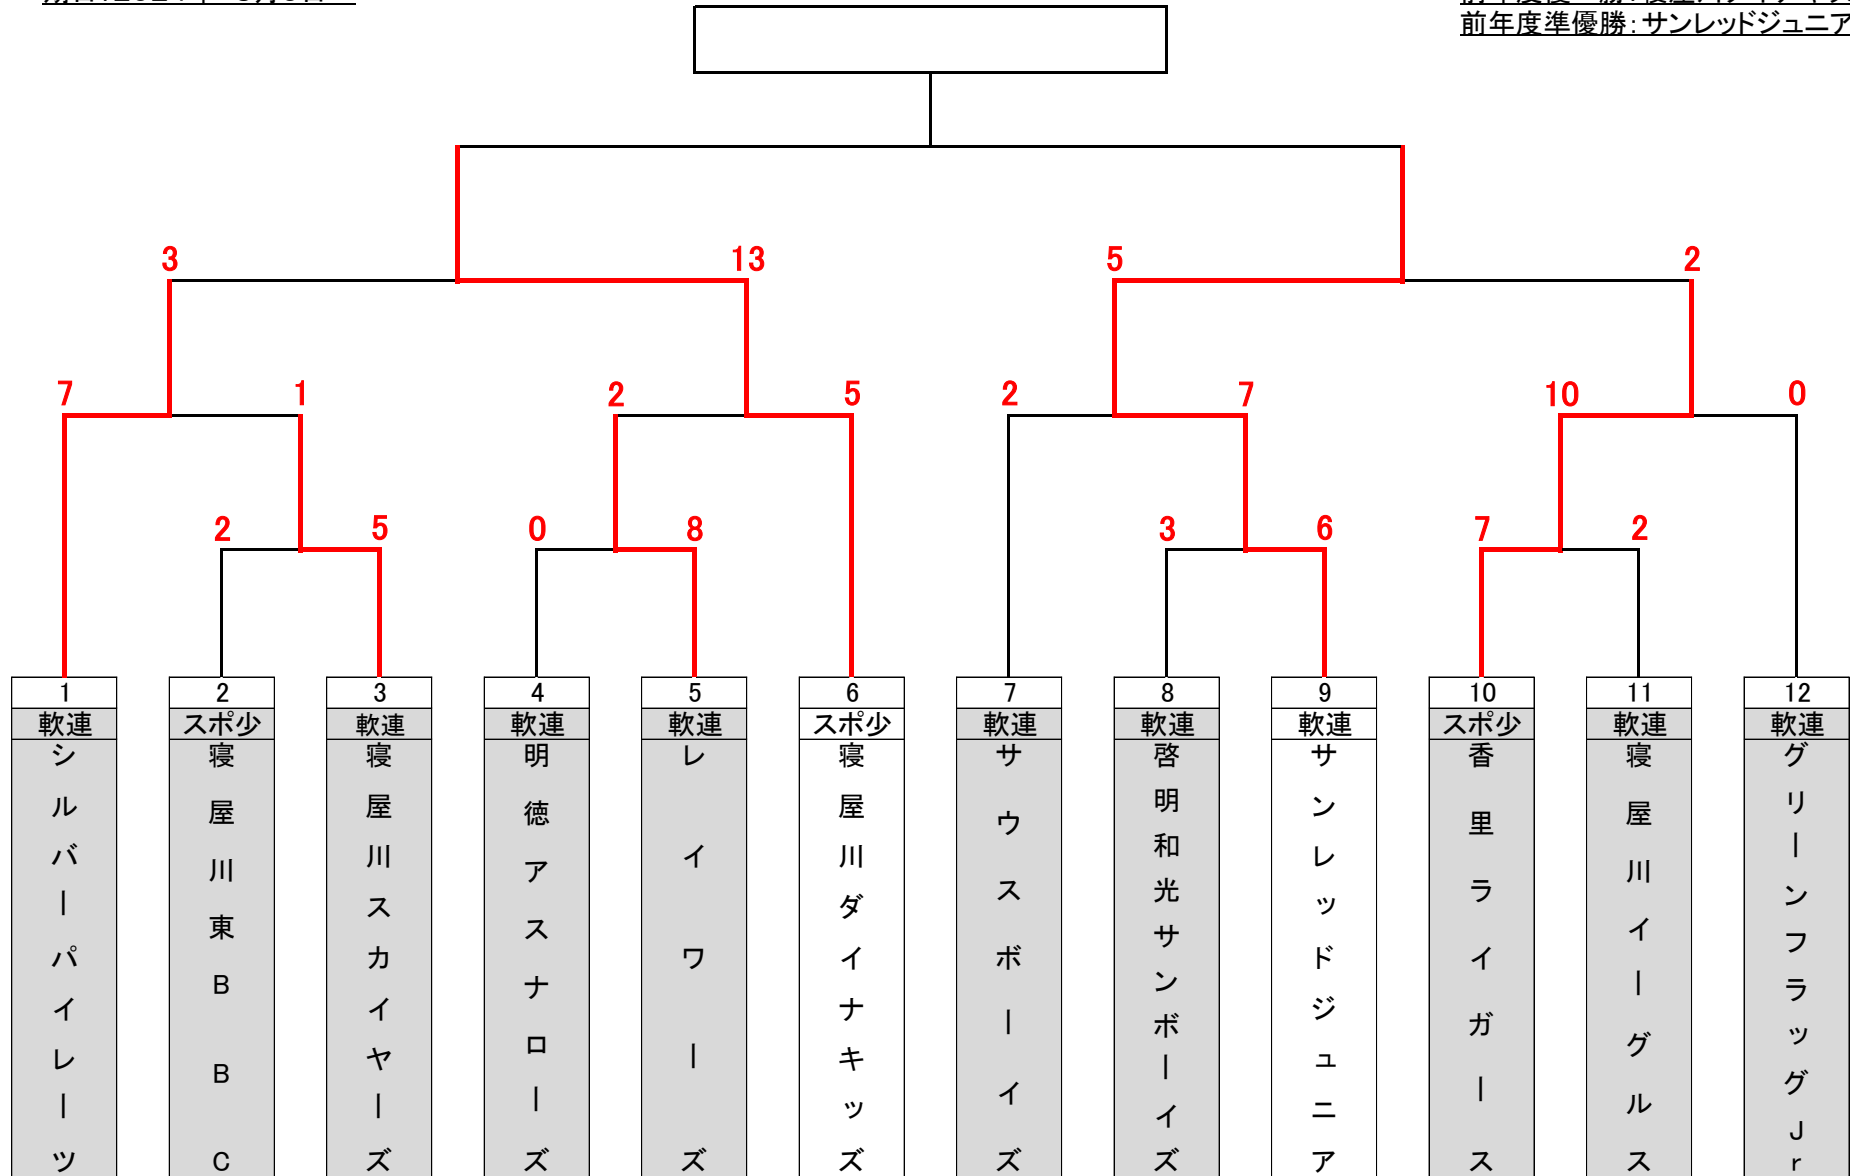 前年度準優勝：サンレッドジュニア
3 13 5 2
7 1 2 5 2 7 10 0
2 5 0 8 3 6 7 2
1 2 3 4 5 6 7 8 9 10 11 12
軟連 スポ少 軟連 軟連 軟連 スポ少 軟連 軟連 軟連 スポ少 軟連 軟連
シルバーパイレーツ
寝屋川東BBC
寝屋川スカイヤーズ
明徳アスナローズ
レイワーズ
寝屋川ダイナキッズ
サウスボーイズ
啓明和光サンボーイズ
サンレッドジュニア
香里ライガース
寝屋川イーグルス
グリーンフラッグJr